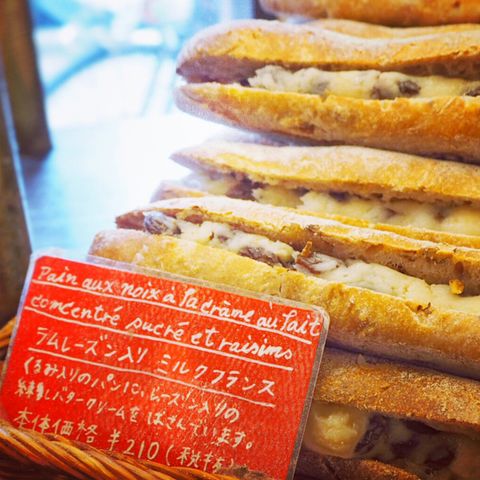 Pain aux noix à la crème au lait
concentré sucré et raisins
ラムレーズン入り ミルクフランス
くるみ入りのパンに、レーズン入りの
練乳バタークリームをはさんでいます。
本体価格 ¥210(税抜き)